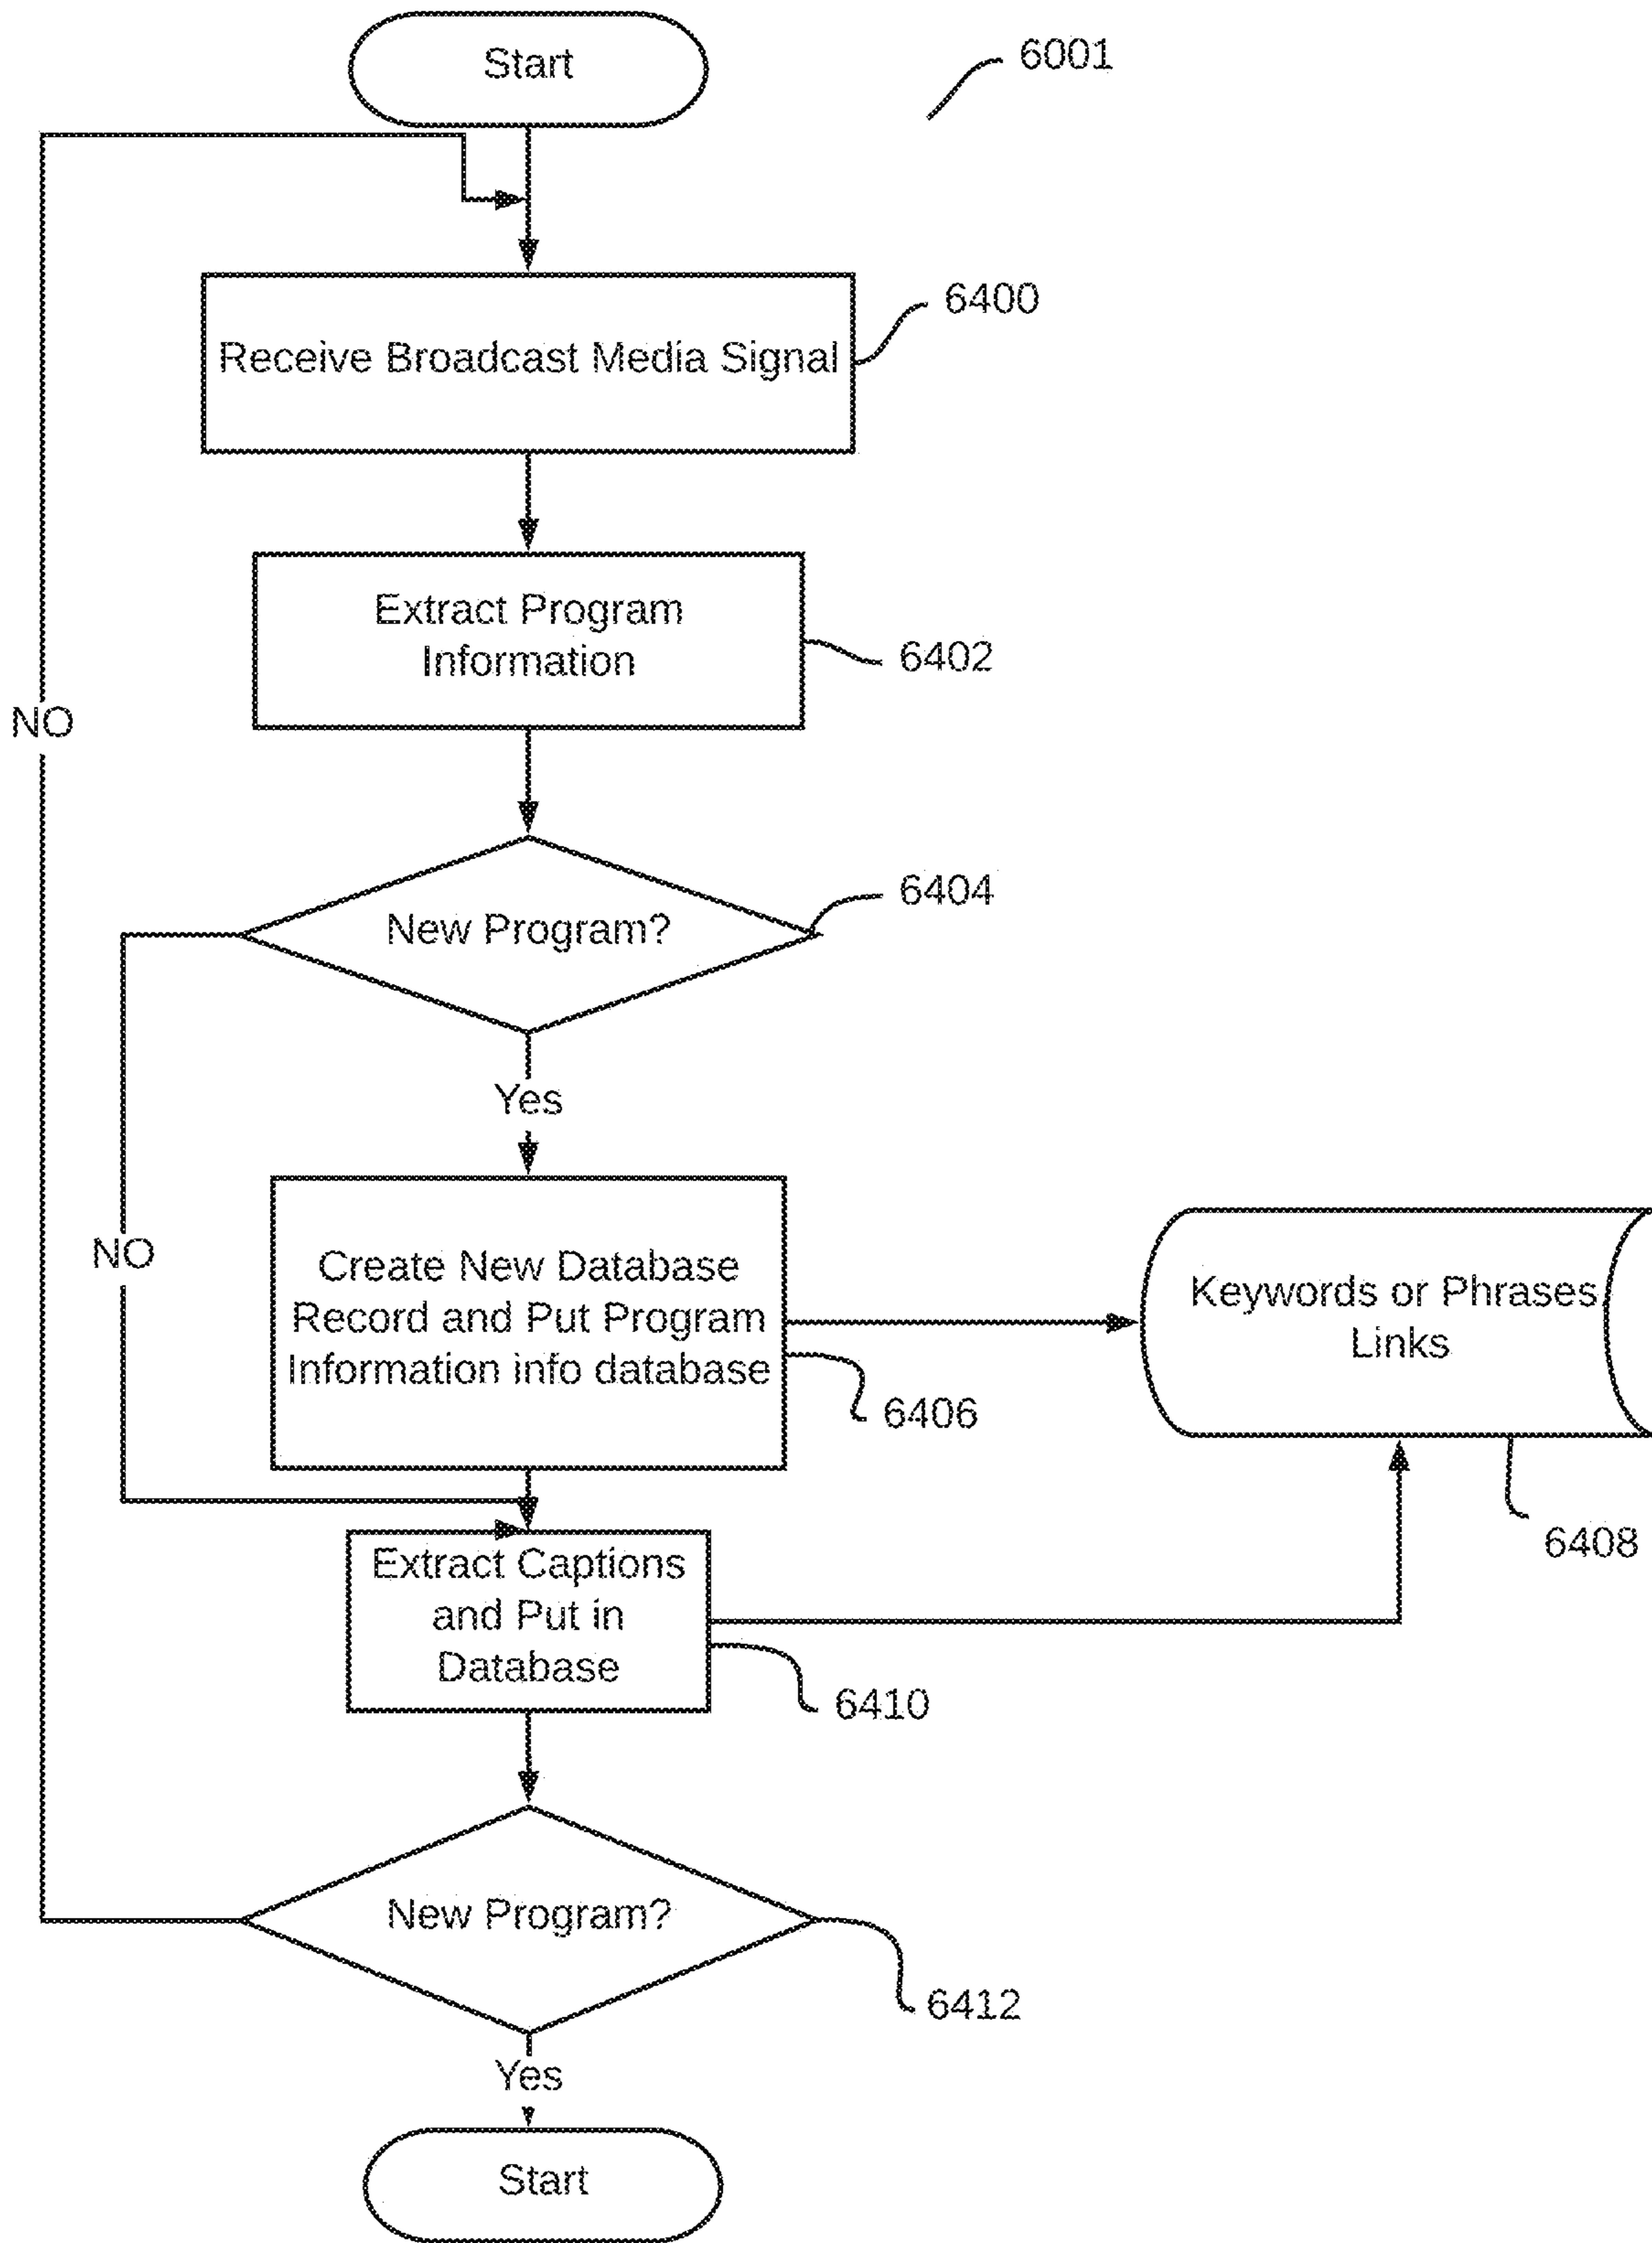 Start
6001
Receive Broadcast Media Signal
6400
Extract Program
Information
6402
NO
New Program?
6404
Yes
NO
Create New Database
Record and Put Program
Information info database
6406
Keywords or Phrases
Links
6408
Extract Captions
and Put in
Database
6410
New Program?
6412
Yes
Start